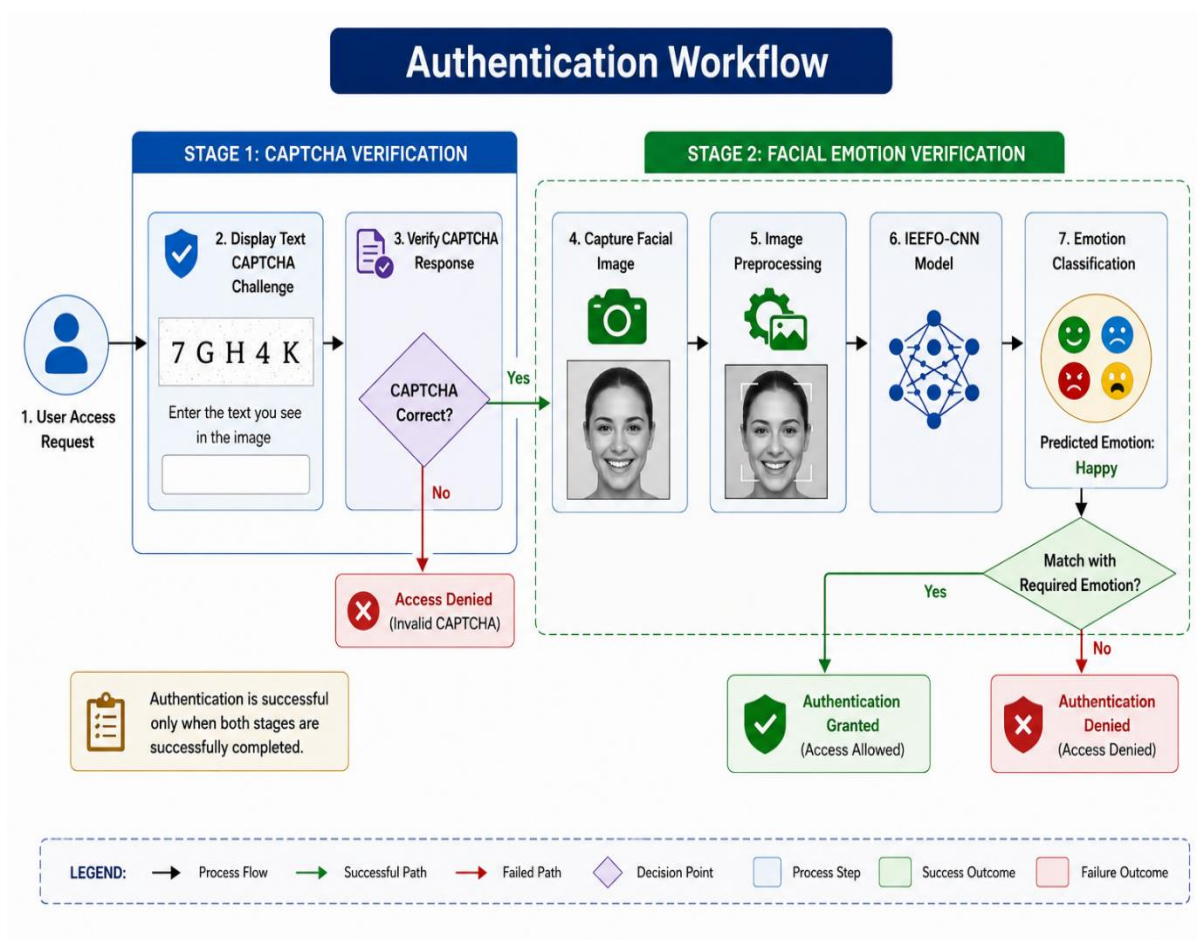 Authentication Workflow
STAGE 1: CAPTCHA VERIFICATION
STAGE 2: FACIAL EMOTION VERIFICATION
1. User Access
Request
2. Display Text
CAPTCHA
Challenge
7 G H 4 K
Enter the text you see
in the image
3. Verify CAPTCHA
Response
CAPTCHA
Correct?
Yes
No
Access Denied
(Invalid CAPTCHA)
4. Capture Facial
Image
5. Image
Preprocessing
6. IEEFO-CNN
Model
7. Emotion
Classification
Predicted Emotion:
Happy
Match with
Required Emotion?
Yes
No
Authentication
Granted
(Access Allowed)
Authentication
Denied
(Access Denied)
Authentication is successful
only when both stages are
successfully completed.
LEGEND:
Process Flow
Successful Path
Failed Path
Decision Point
Process Step
Success Outcome
Failure Outcome